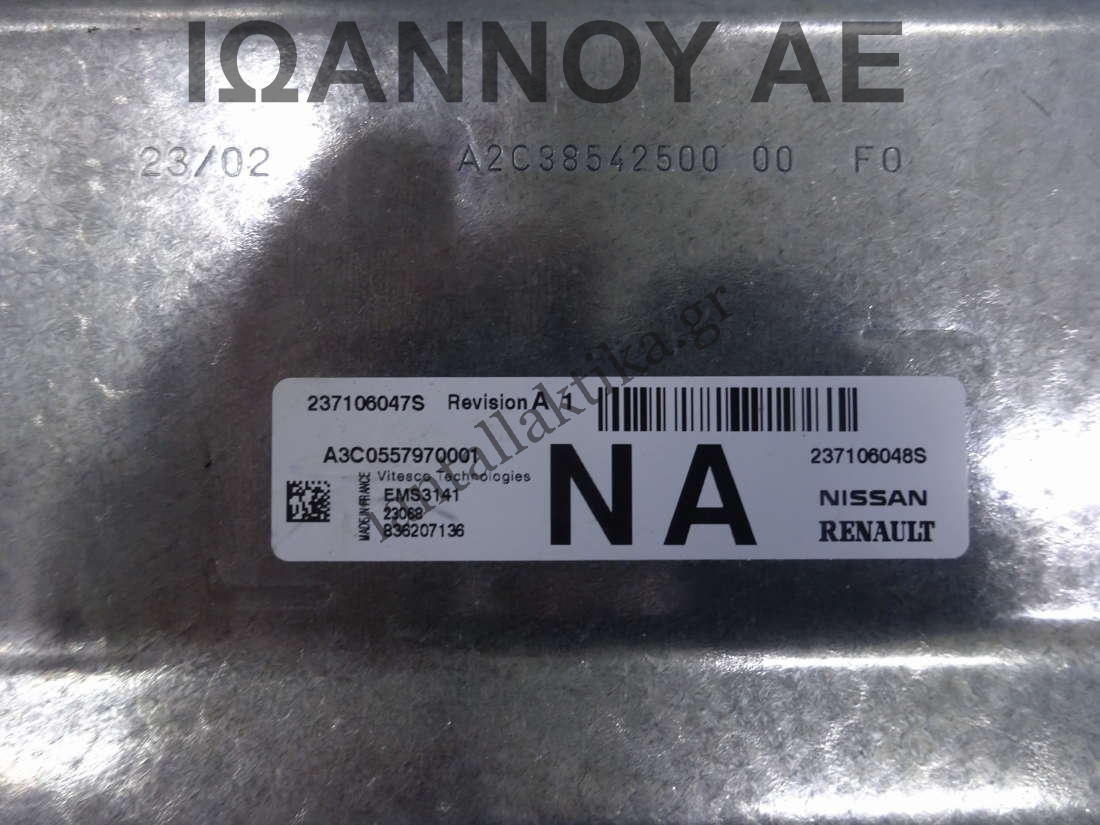 ΙΩΑΝΝΟΥ ΑΕ
23/02 A2C38542500 00 F0
237106047S Revision A 1
A3C0557970001
Vitesco Technologies
EMS3141
23068
836207136
MADE IN FRANCE
NA
237106048S
NISSAN
RENAULT
iantallaktika.gr